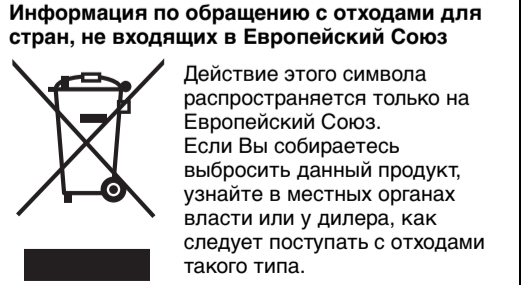 Информация по обращению с отходами для
стран, не входящих в Европейский Союз
Действие этого символа
распространяется только на
Европейский Союз.
Если Вы собираетесь
выбросить данный продукт,
узнайте в местных органах
власти или у дилера, как
следует поступать с отходами
такого типа.